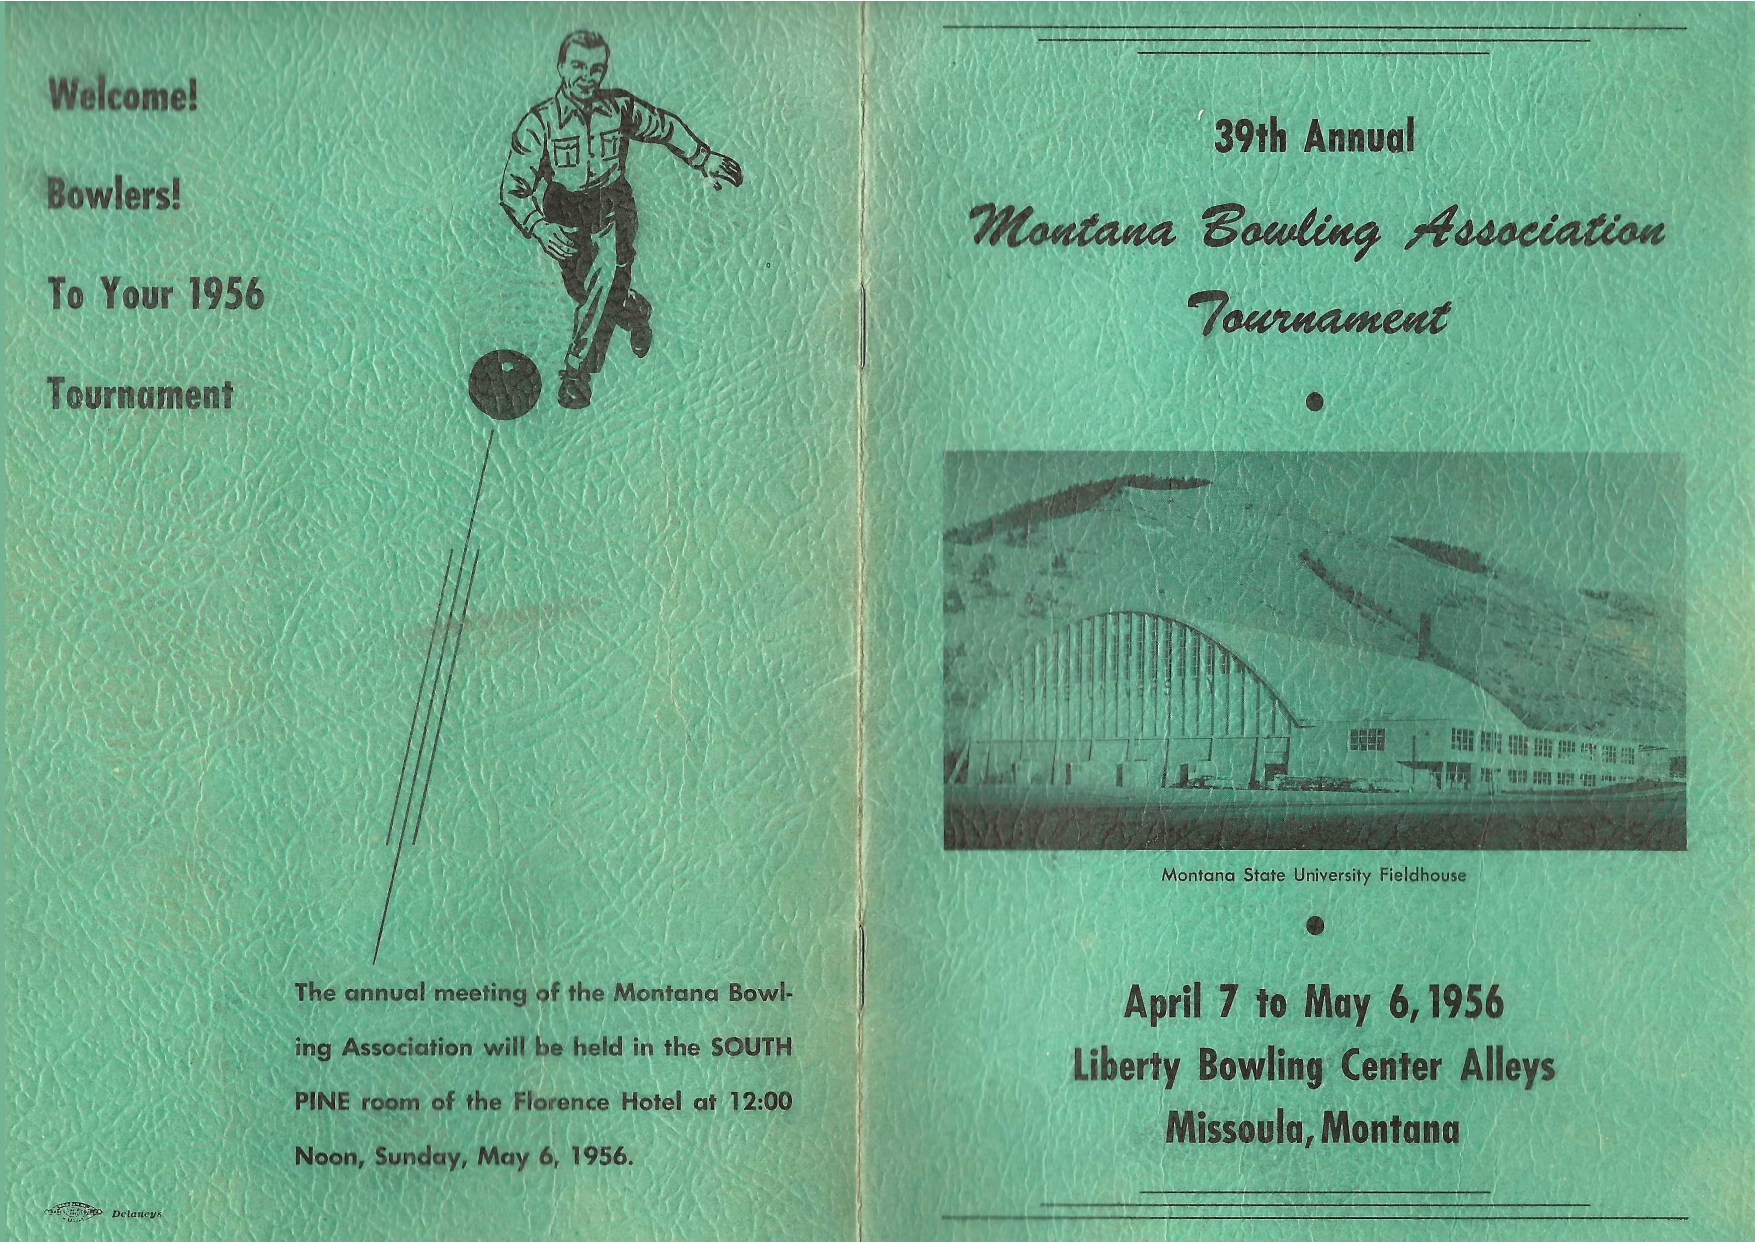 Welcome!
Bowlers!
To Your 1956
Tournament
The annual meeting of the Montana Bowl-
ing Association will be held in the SOUTH
PINE room of the Florence Hotel at 12:00
Noon, Sunday, May 6, 1956.
Delaneys
39th Annual
Montana Bowling Association
Tournament
Montana State University Fieldhouse
April 7 to May 6, 1956
Liberty Bowling Center Alleys
Missoula, Montana